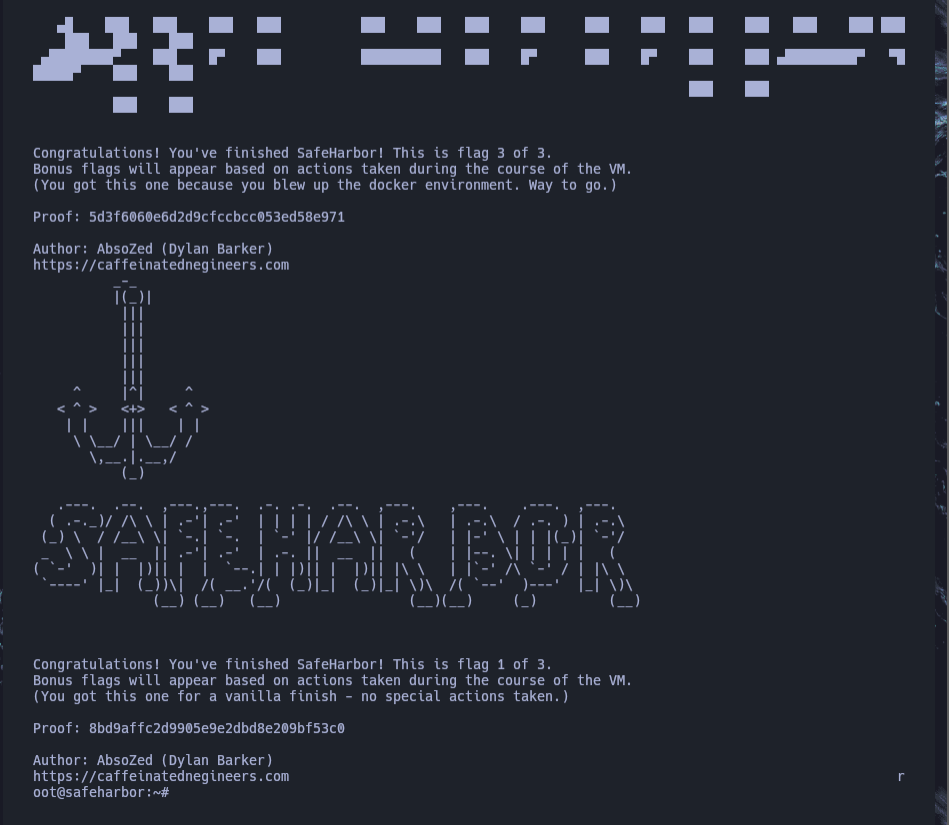 Congratulations! You've finished SafeHarbor! This is flag 3 of 3.
Bonus flags will appear based on actions taken during the course of the VM.
(You got this one because you blew up the docker environment. Way to go.)
Proof: 5d3f6060e6d2d9cfccbcc053ed58e971
Author: AbsoZed (Dylan Barker)
https://caffeinatednegineers.com
SAFEHARBOR
Congratulations! You've finished SafeHarbor! This is flag 1 of 3.
Bonus flags will appear based on actions taken during the course of the VM.
(You got this one for a vanilla finish - no special actions taken.)
Proof: 8bd9affc2d9905e9e2dbd8e209bf53c0
Author: AbsoZed (Dylan Barker)
https://caffeinatednegineers.com r
oot@safeharbor:~#